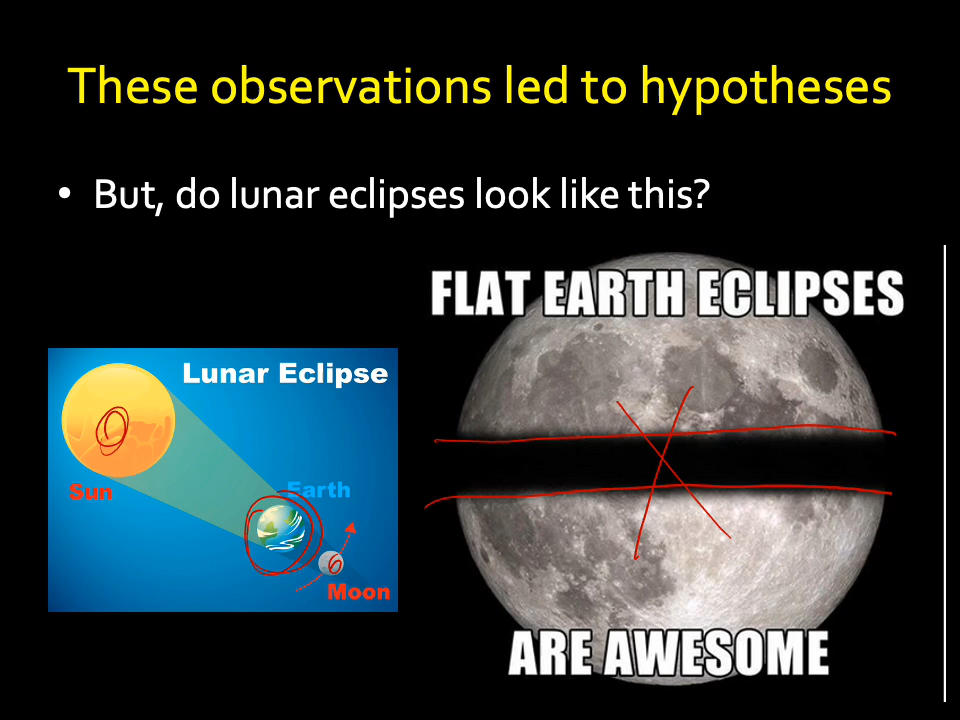 These observations led to hypotheses
• But, do lunar eclipses look like this?
Lunar Eclipse
Sun
Earth
Moon
FLAT EARTH ECLIPSES
ARE AWESOME